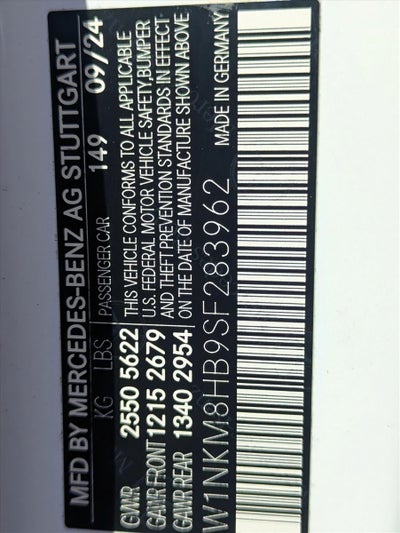 MFD BY MERCEDES-BENZ AG STUTTGART
KG LBS PASSENGER CAR 149 09/24
GVWR 2550 5622 THIS VEHICLE CONFORMS TO ALL APPLICABLE
GAWR FRONT 1215 2679 U.S. FEDERAL MOTOR VEHICLE SAFETY, BUMPER
GAWR REAR 1340 2954 AND THEFT PREVENTION STANDARDS IN EFFECT
ON THE DATE OF MANUFACTURE SHOWN ABOVE
W1NKM8HB9SF283962 MADE IN GERMANY